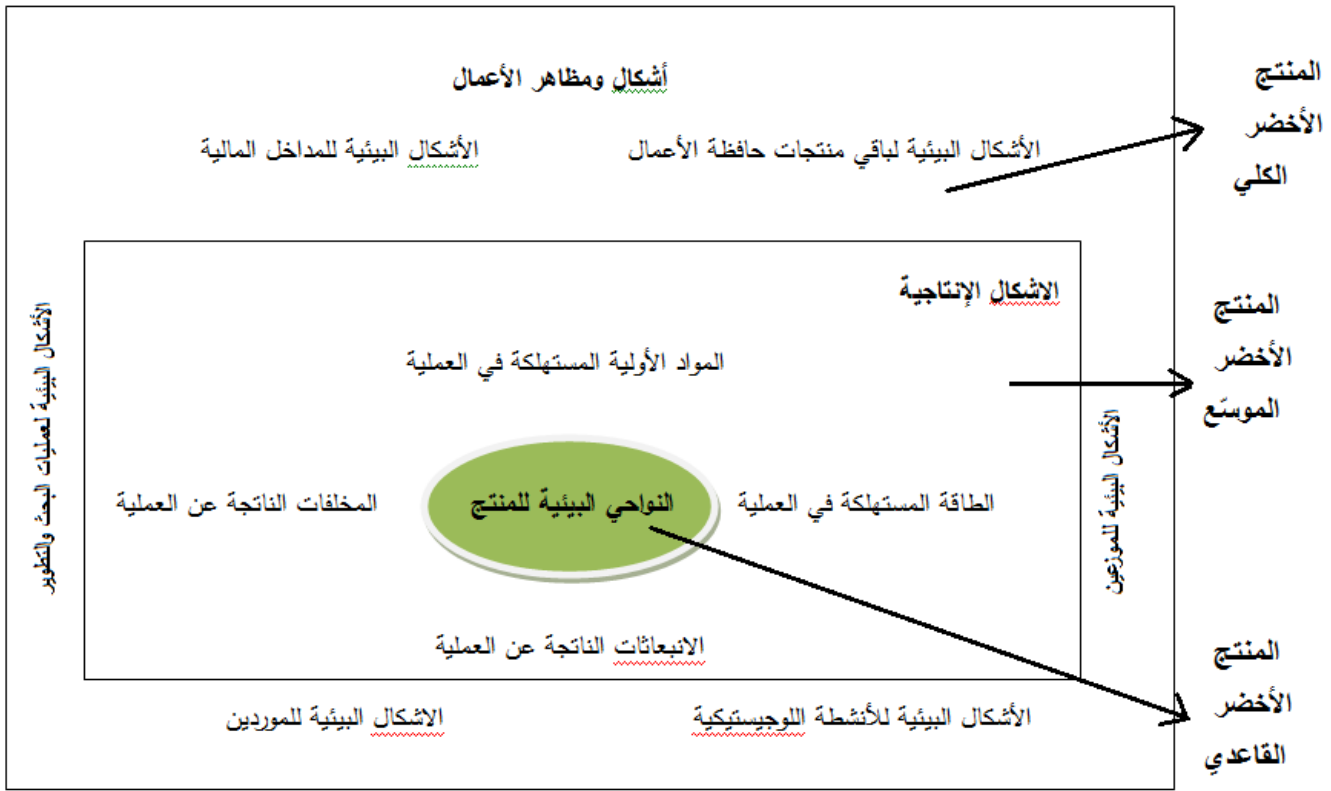 أشكال ومظاهر الأعمال
الأشكال البيئية لباقي منتجات حافظة الأعمال
الأشكال البيئية للمداخل المالية
المنتج
الأخضر
الكلي
الاشكال الإنتاجية
المواد الأولية المستهلكة في العملية
المنتج
الأخضر
الموسّع
الأشكال البيئية للموزعين
الطاقة المستهلكة في العملية
النواحي البيئية للمنتج
المخلفات الناتجة عن العملية
الأشكال البيئية لعمليات البحث والتطوير
الانبعاثات الناتجة عن العملية
المنتج
الأخضر
القاعدي
الأشكال البيئية للأنشطة اللوجيستيكية
الاشكال البيئية للموردين